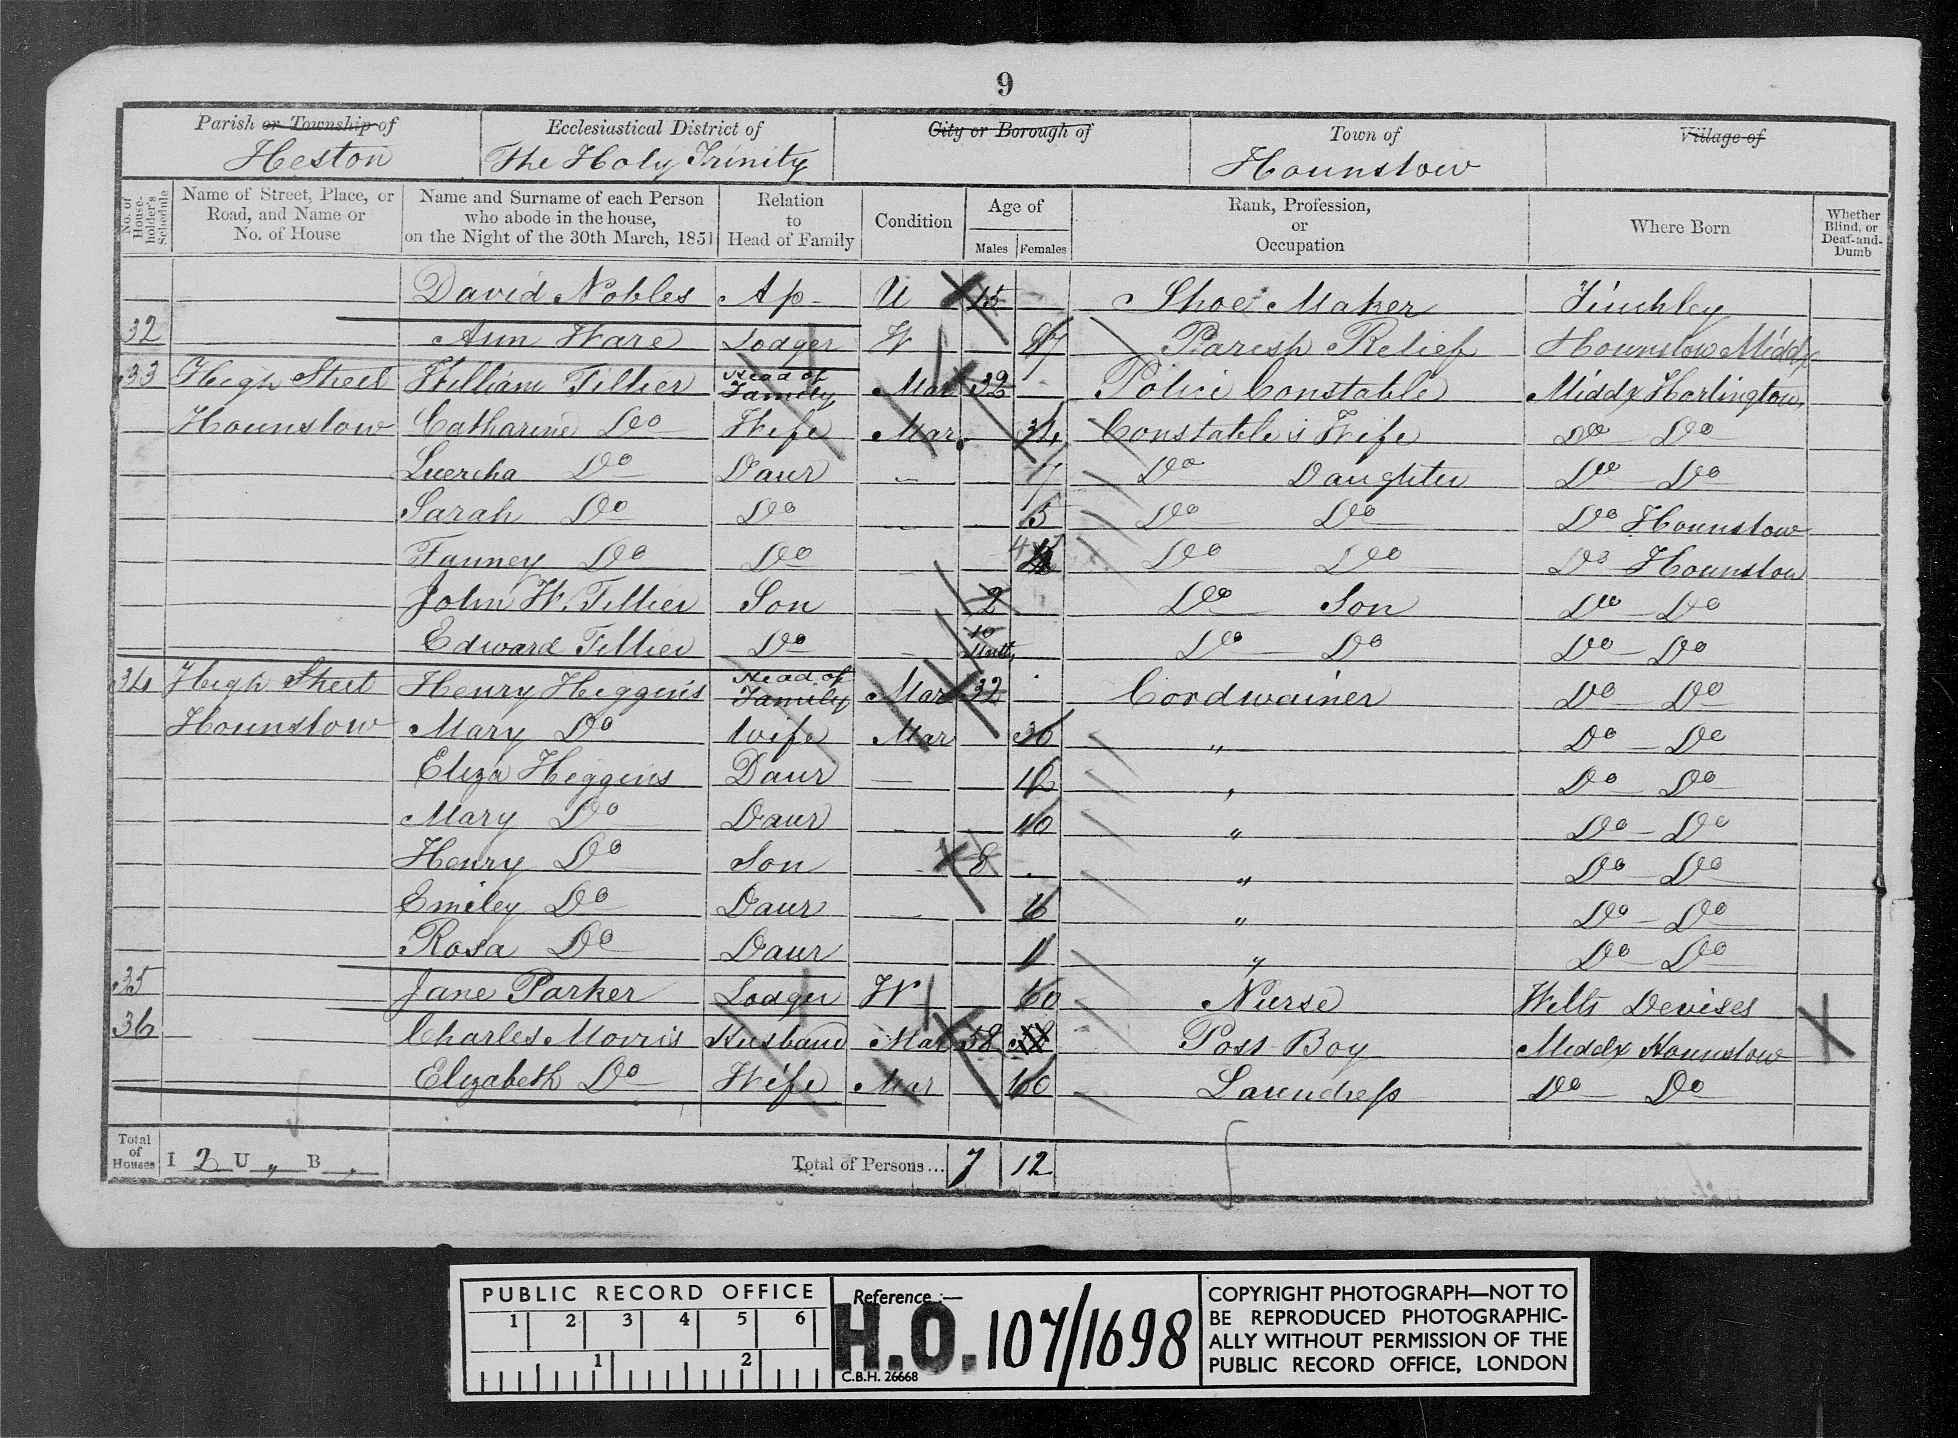 9
Parish or Township of Ecclesiastical District of City or Borough of Town of Village of
Heston The Holy Trinity Hounslow
No. of House-holder's Schedule Name of Street, Place, or Road, and Name or No. of House Name and Surname of each Person who abode in the house, on the Night of the 30th March, 1851 Relation to Head of Family Condition Age of Males Females Rank, Profession, or Occupation Where Born Whether Blind, or Deaf-and-Dumb
David Nobles Ap U 15 Shoe Maker Finchley
32 Ann Ware Lodger W Parish Relief Hounslow Middx
33 High Street William Tillier Head of Family Mar 32 Police Constable Middx Harlington
Hounslow Catharine Do Wife Mar 34 Constable's Wife Do Do
Do Daur 7 Do Daughter Do Do
Sarah Do Do 5 Do Do Do Hounslow
Fanney Do Do 4 Do Do Do Hounslow
John W. Tillier Son 2 Do Son Do Do
Edward Tillier Do 10 Do Do Do Do
34 High Street Henry Higgins Head of Family Mar 32 Cordwainer Do Do
Hounslow Mary Do Wife Mar 36 " Do Do
Eliza Higgins Daur 12 " Do Do
Mary Do Daur 10 " Do Do
Henry Do Son 8 " Do Do
Emiley Do Daur 6 " Do Do
Rosa Do Daur 1 " Do Do
35 Jane Parker Lodger W 60 Nurse Wilts Devises
36 Charles Morris Husband Mar 58 Post Boy Middx Hounslow
Elizabeth Do Wife Mar 60 Laundress Do Do
Total of Houses I 2 U " B " Total of Persons... 7 12
PUBLIC RECORD OFFICE
1 2 3 4 5 6
1 2
Reference :—
H.O. 107/1698
C.B.H. 26668
COPYRIGHT PHOTOGRAPH—NOT TO
BE REPRODUCED PHOTOGRAPHIC-
ALLY WITHOUT PERMISSION OF THE
PUBLIC RECORD OFFICE, LONDON